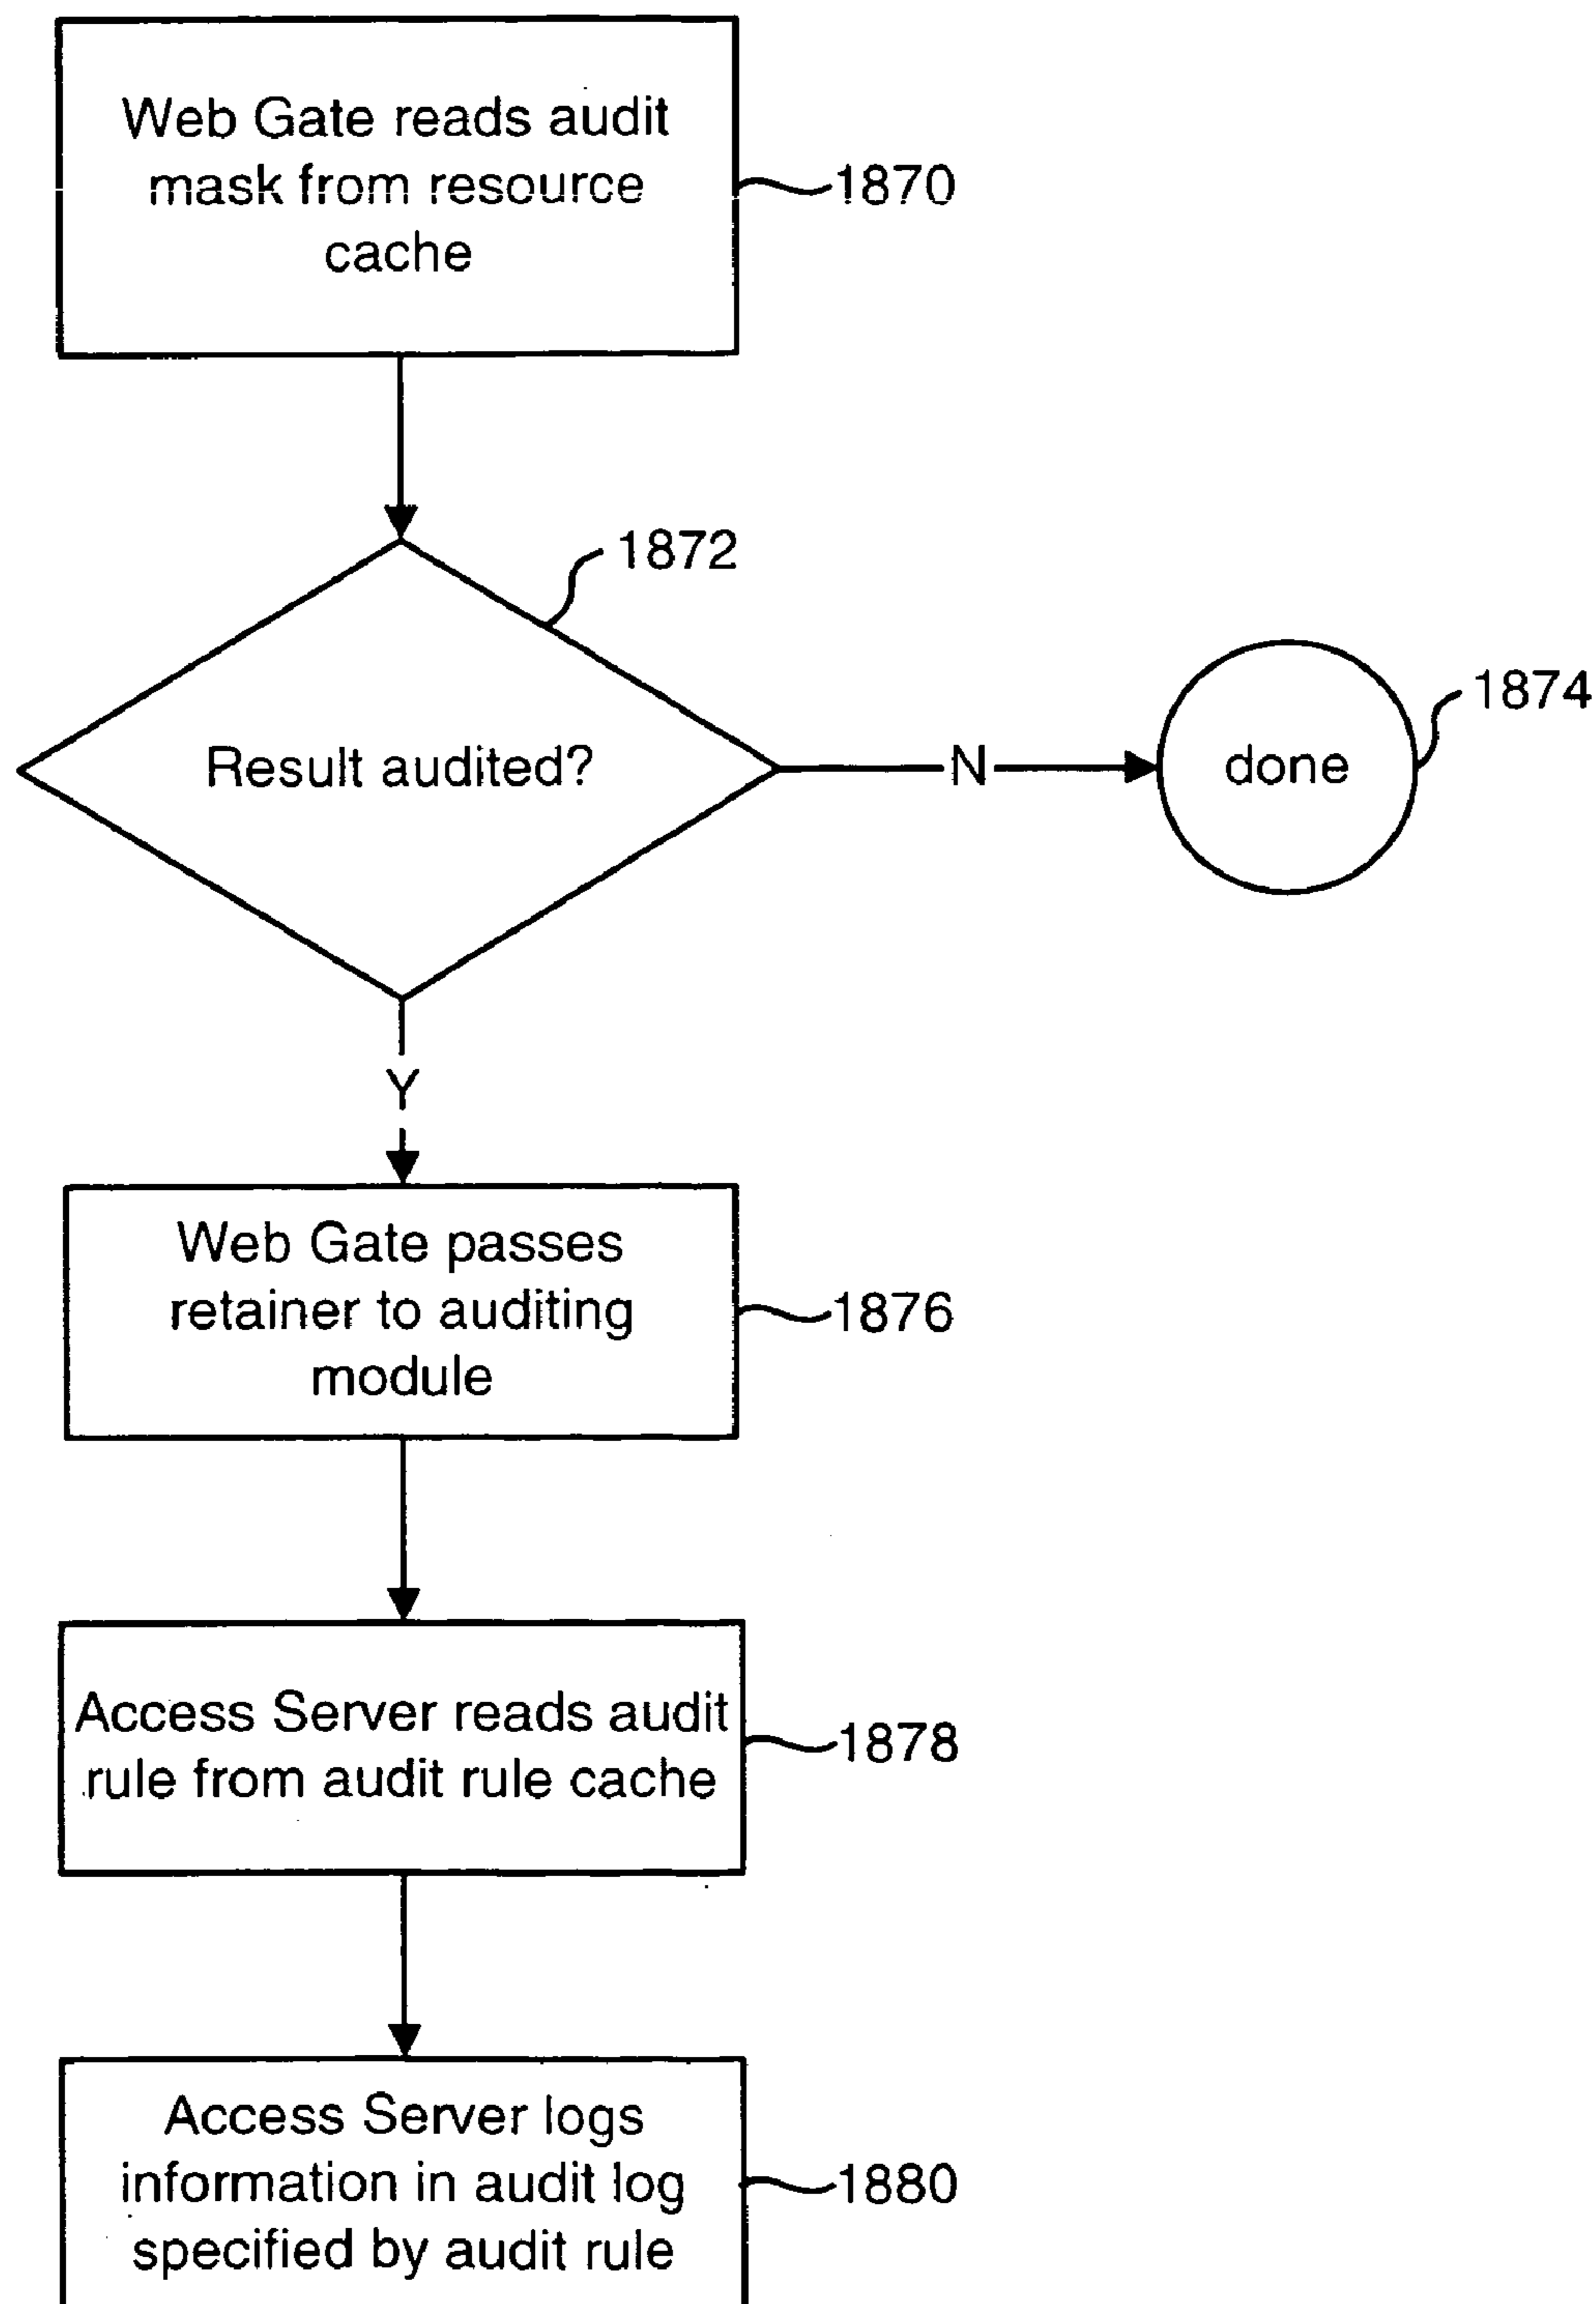 Web Gate reads audit
mask from resource
cache
1870
1872
Result audited?
N
done
1874
Y
Web Gate passes
retainer to auditing
module
1876
Access Server reads audit
rule from audit rule cache
1878
Access Server logs
information in audit log
specified by audit rule
1880